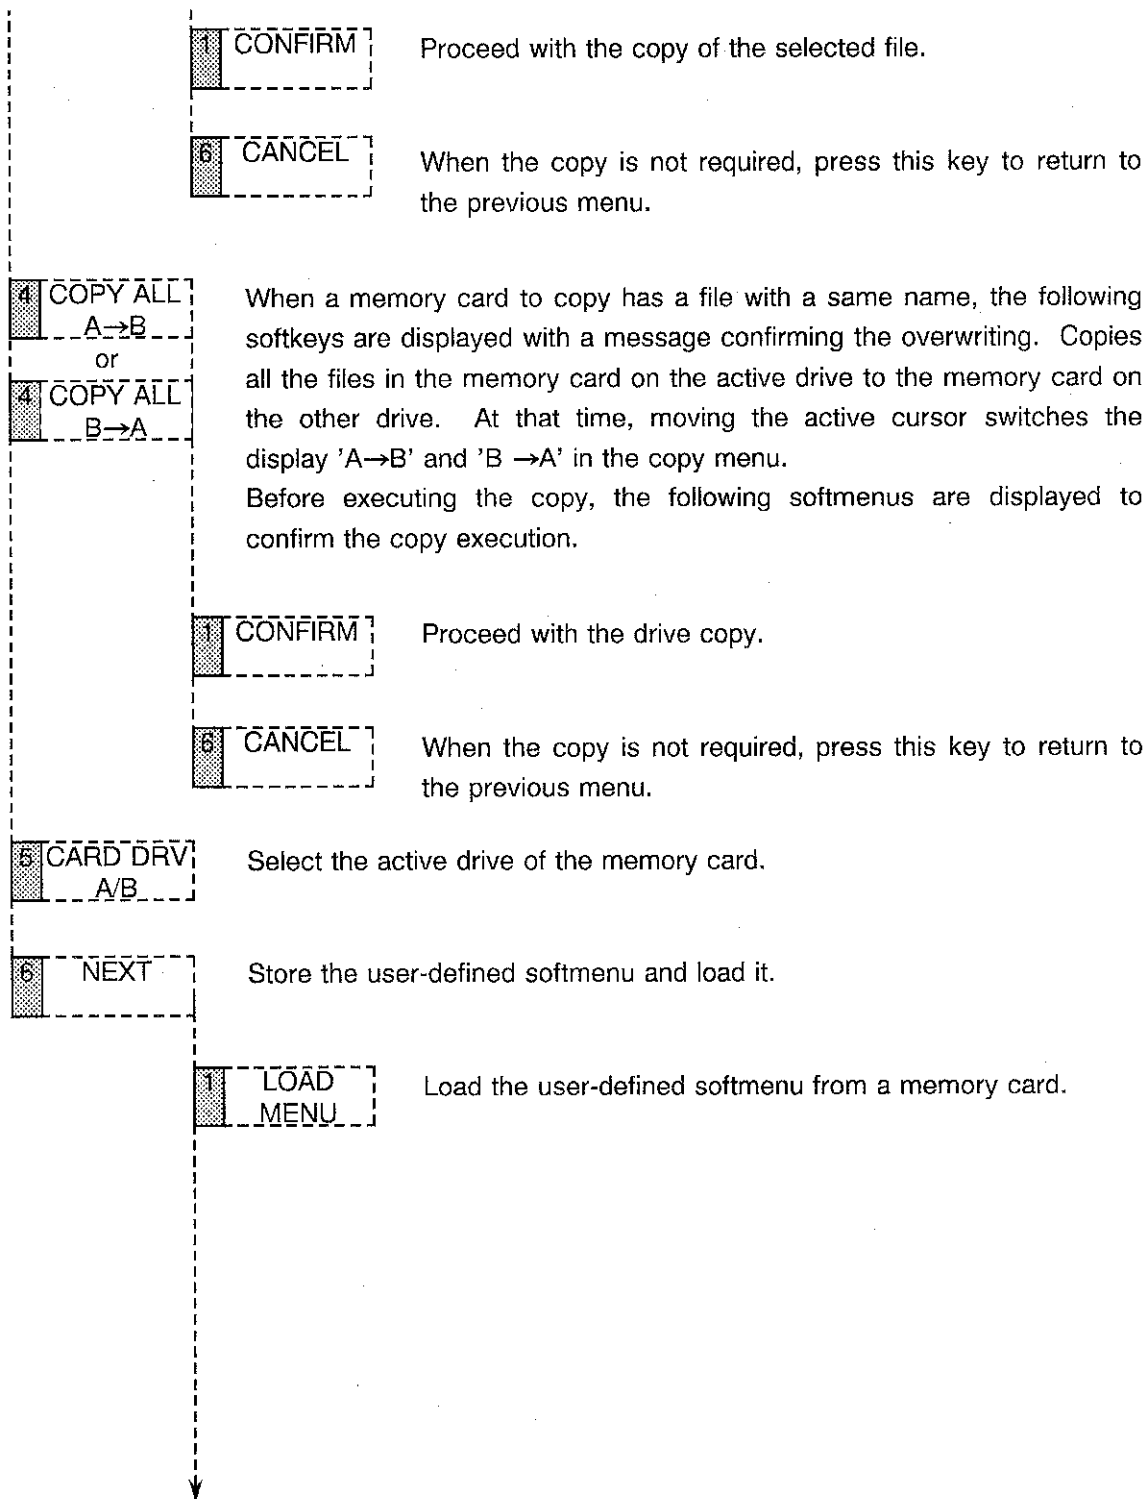 1 CONFIRM Proceed with the copy of the selected file.
6 CANCEL When the copy is not required, press this key to return to
the previous menu.
4 COPY ALL When a memory card to copy has a file with a same name, the following
A→B softkeys are displayed with a message confirming the overwriting. Copies
or all the files in the memory card on the active drive to the memory card on
4 COPY ALL the other drive. At that time, moving the active cursor switches the
B→A display 'A→B' and 'B →A' in the copy menu.
Before executing the copy, the following softmenus are displayed to
confirm the copy execution.
1 CONFIRM Proceed with the drive copy.
6 CANCEL When the copy is not required, press this key to return to
the previous menu.
5 CARD DRV Select the active drive of the memory card.
A/B
6 NEXT Store the user-defined softmenu and load it.
1 LOAD Load the user-defined softmenu from a memory card.
MENU